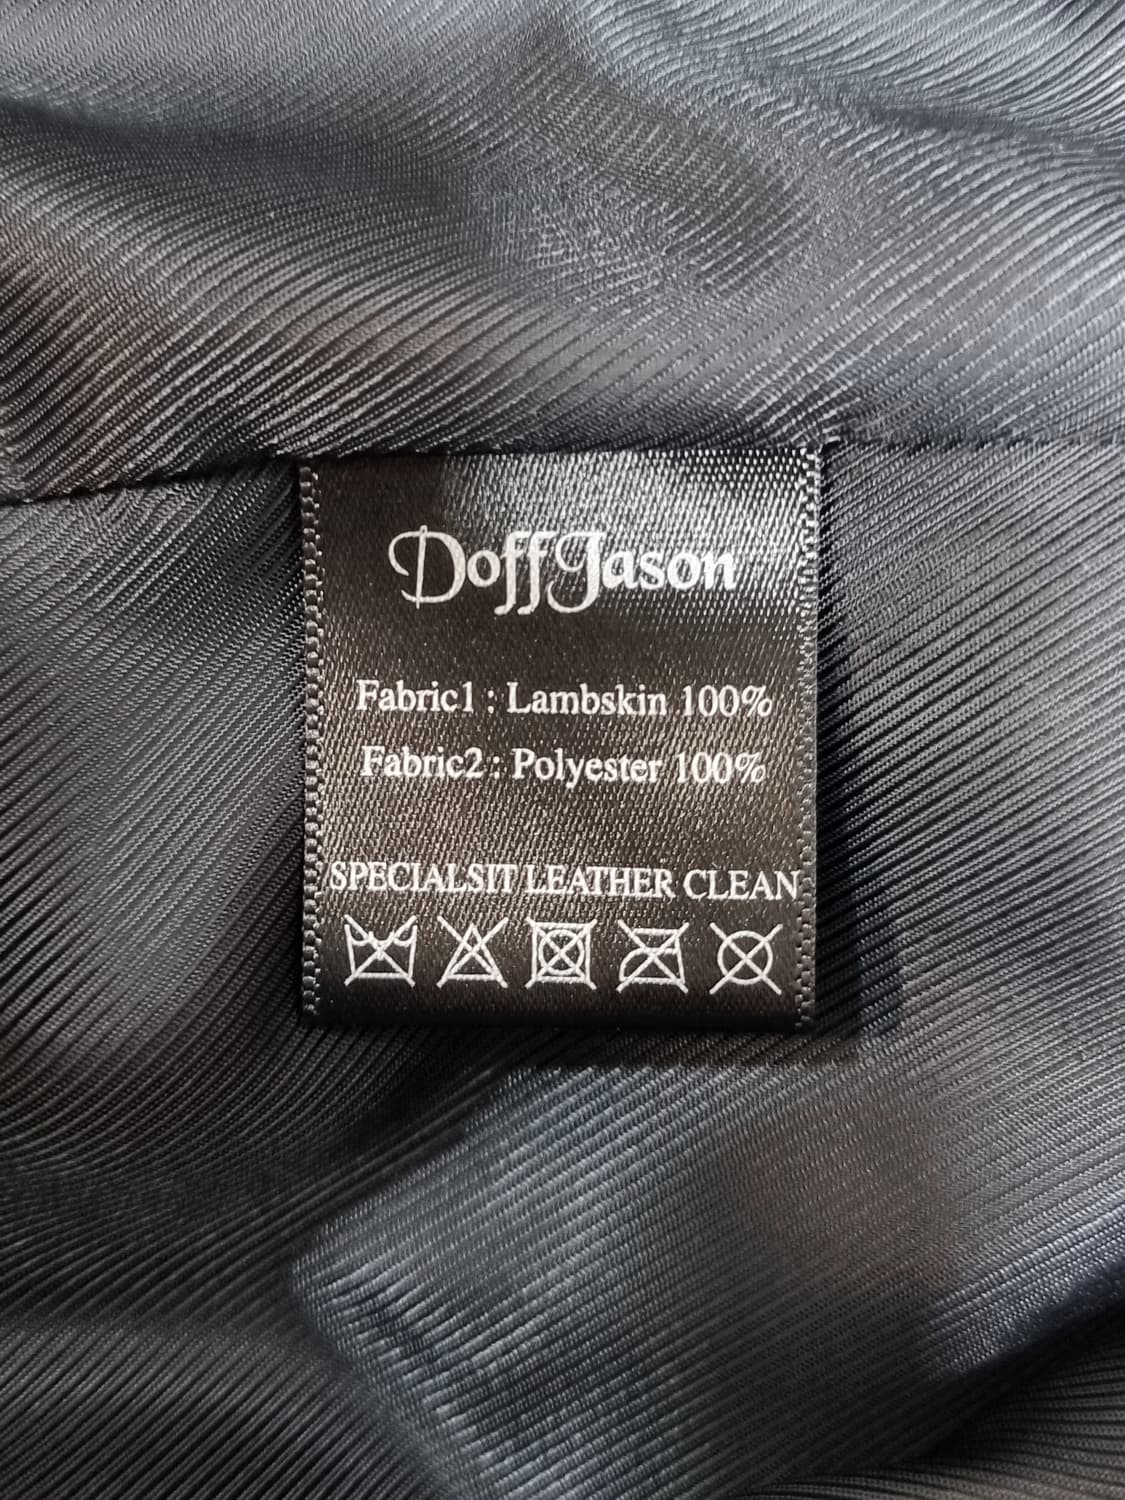 DoffJason
Fabric1 : Lambskin 100%
Fabric2 : Polyester 100%
SPECIALSIT LEATHER CLEAN